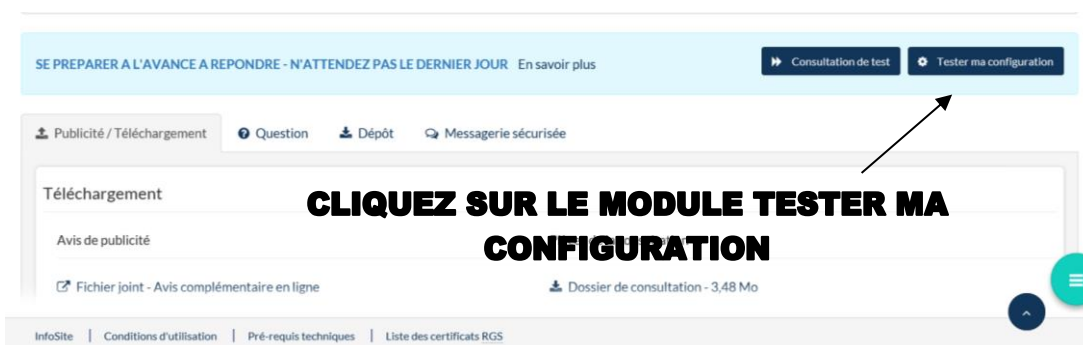 SE PREPARER A L'AVANCE A REPONDRE - N'ATTENDEZ PAS LE DERNIER JOUR En savoir plus
Consultation de test
Tester ma configuration
Publicité / Téléchargement
Question
Dépôt
Messagerie sécurisée
Téléchargement
CLIQUEZ SUR LE MODULE TESTER MA
CONFIGURATION
Avis de publicité
Fichier joint - Avis complémentaire en ligne
Dossier de consultation - 3,48 Mo
InfoSite | Conditions d'utilisation | Pré-requis techniques | Liste des certificats RGS